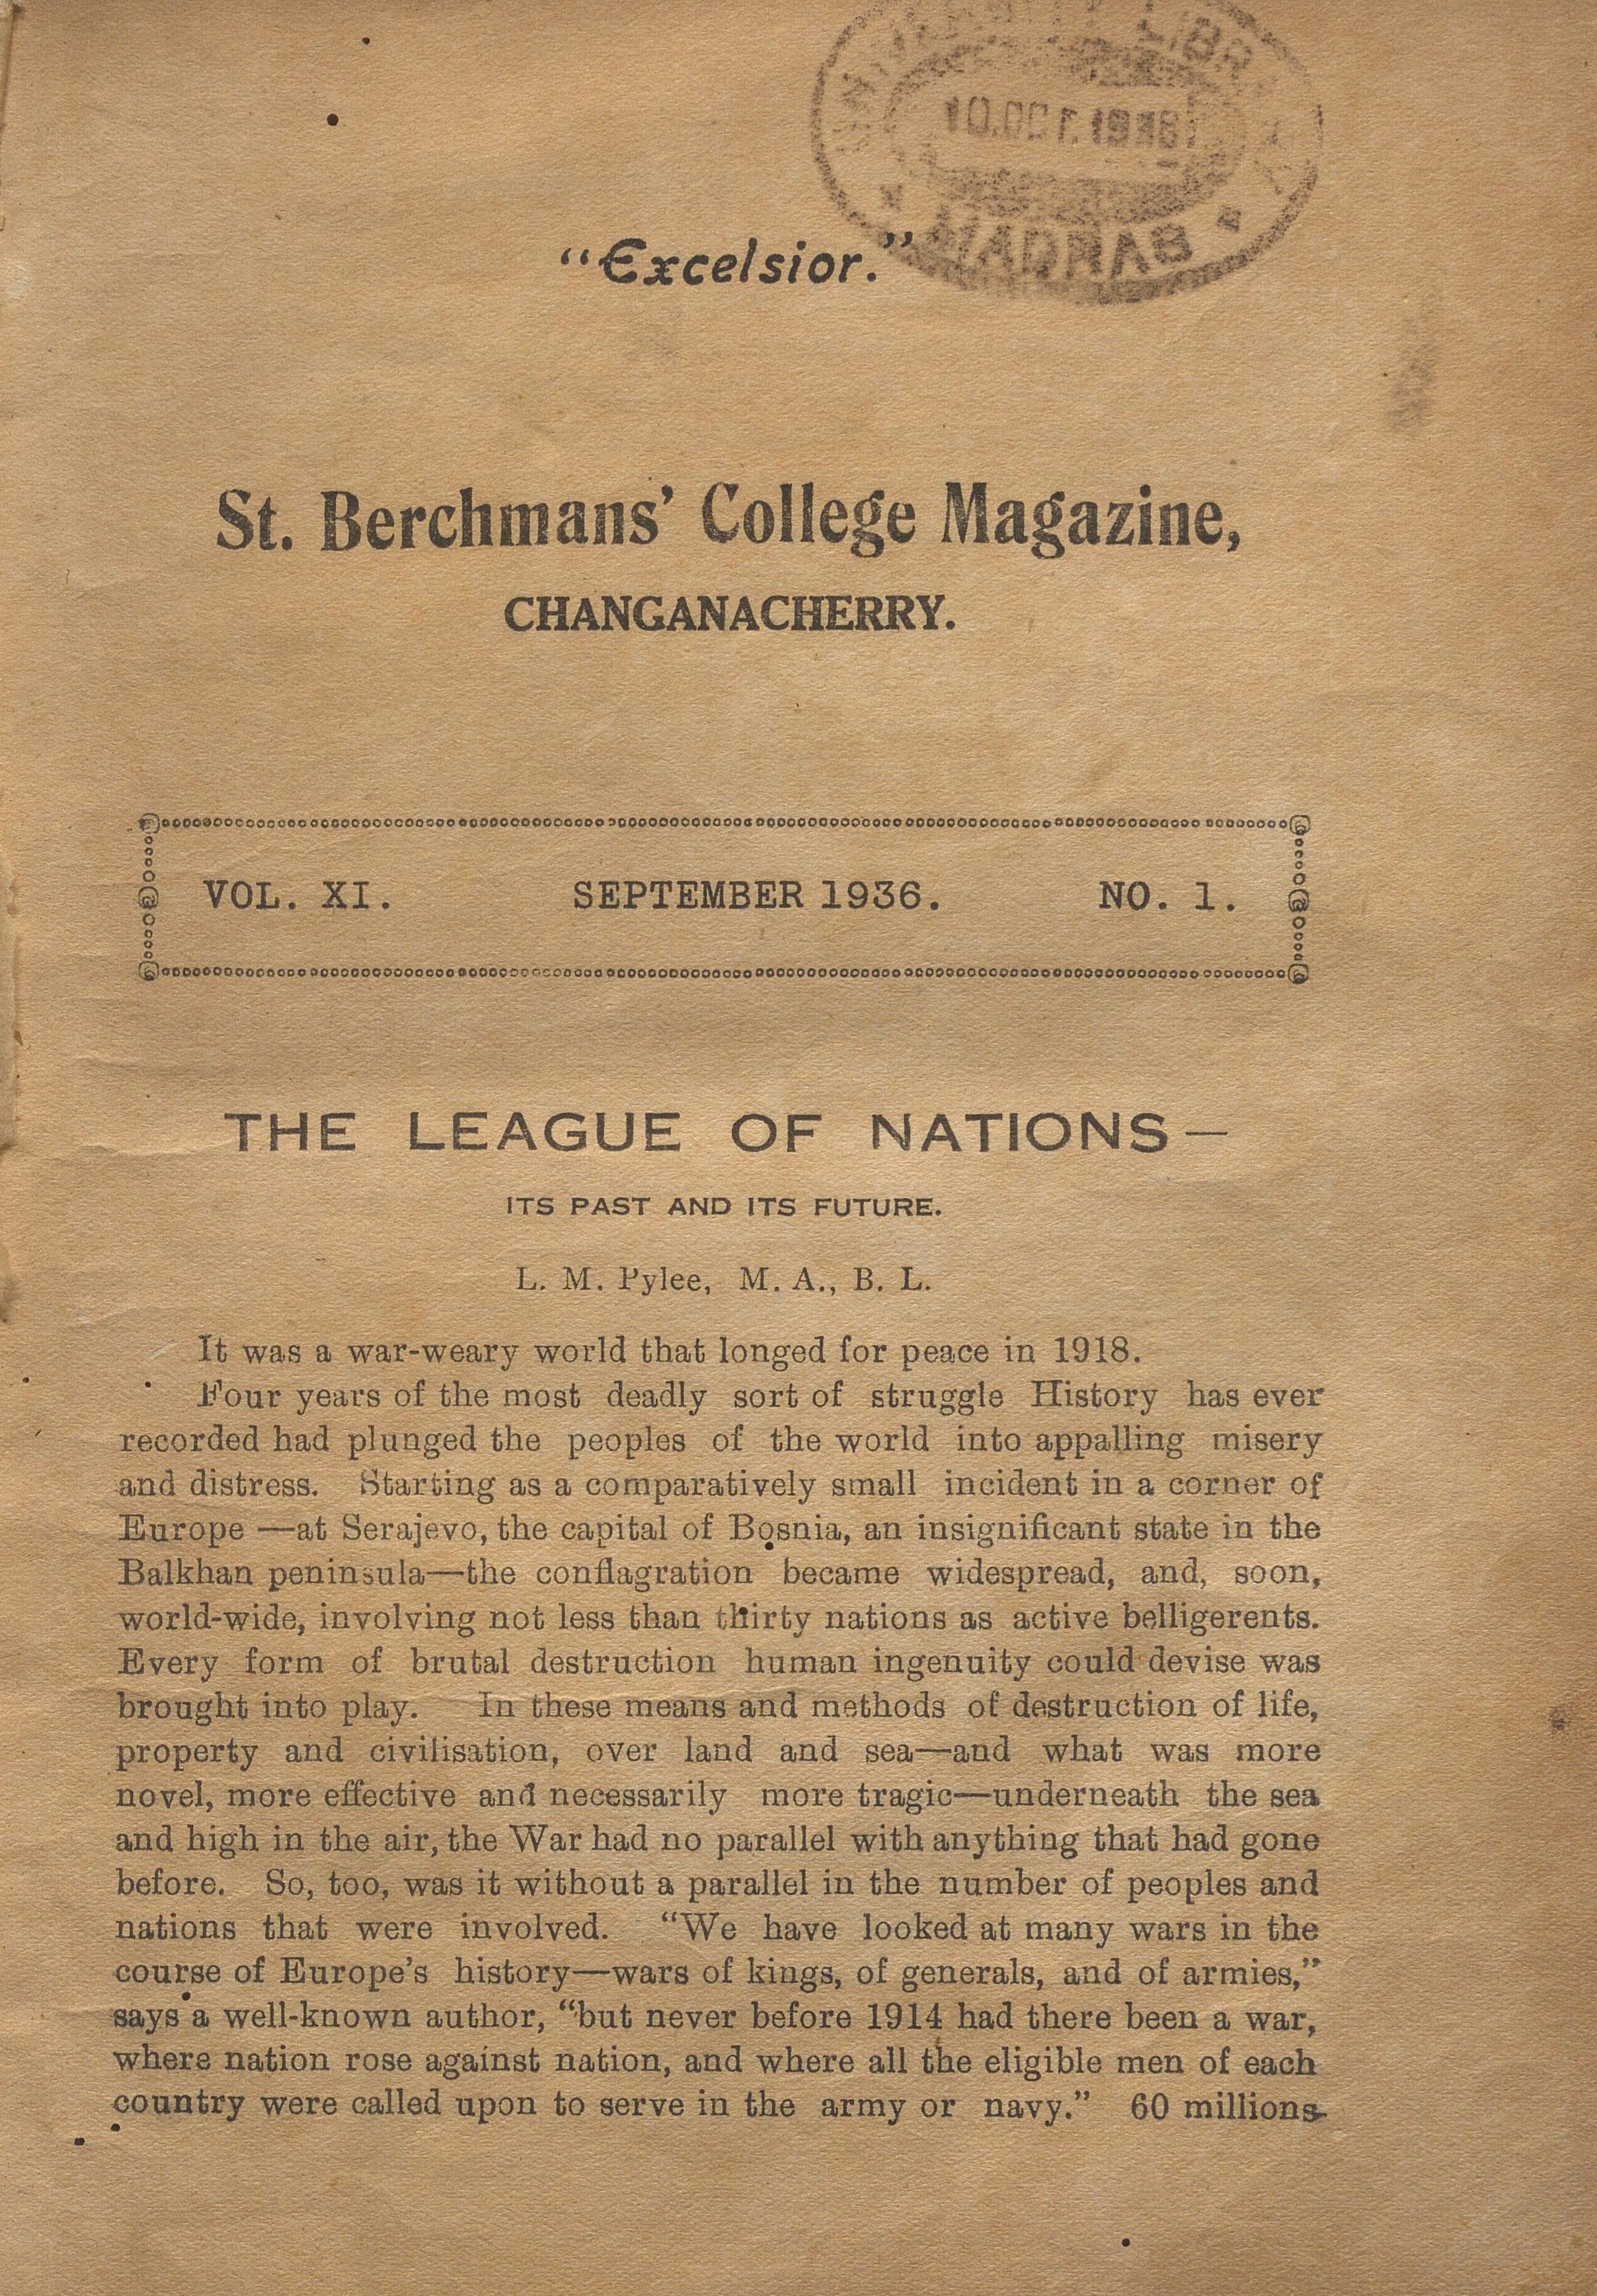 "Excelsior."
MADRAS
St. Berchmans' College Magazine,
CHANGANACHERRY.
VOL. XI. SEPTEMBER 1936. NO. 1.
THE LEAGUE OF NATIONS—
ITS PAST AND ITS FUTURE.
L. M. Pylee, M. A., B. L.
It was a war-weary world that longed for peace in 1918.
Four years of the most deadly sort of struggle History has ever
recorded had plunged the peoples of the world into appalling misery
and distress. Starting as a comparatively small incident in a corner of
Europe —at Serajevo, the capital of Bosnia, an insignificant state in the
Balkhan peninsula—the conflagration became widespread, and, soon,
world-wide, involving not less than thirty nations as active belligerents.
Every form of brutal destruction human ingenuity could devise was
brought into play. In these means and methods of destruction of life,
property and civilisation, over land and sea—and what was more
novel, more effective and necessarily more tragic—underneath the sea
and high in the air, the War had no parallel with anything that had gone
before. So, too, was it without a parallel in the number of peoples and
nations that were involved. "We have looked at many wars in the
course of Europe's history—wars of kings, of generals, and of armies,"
says a well-known author, "but never before 1914 had there been a war,
where nation rose against nation, and where all the eligible men of each
country were called upon to serve in the army or navy." 60 millions